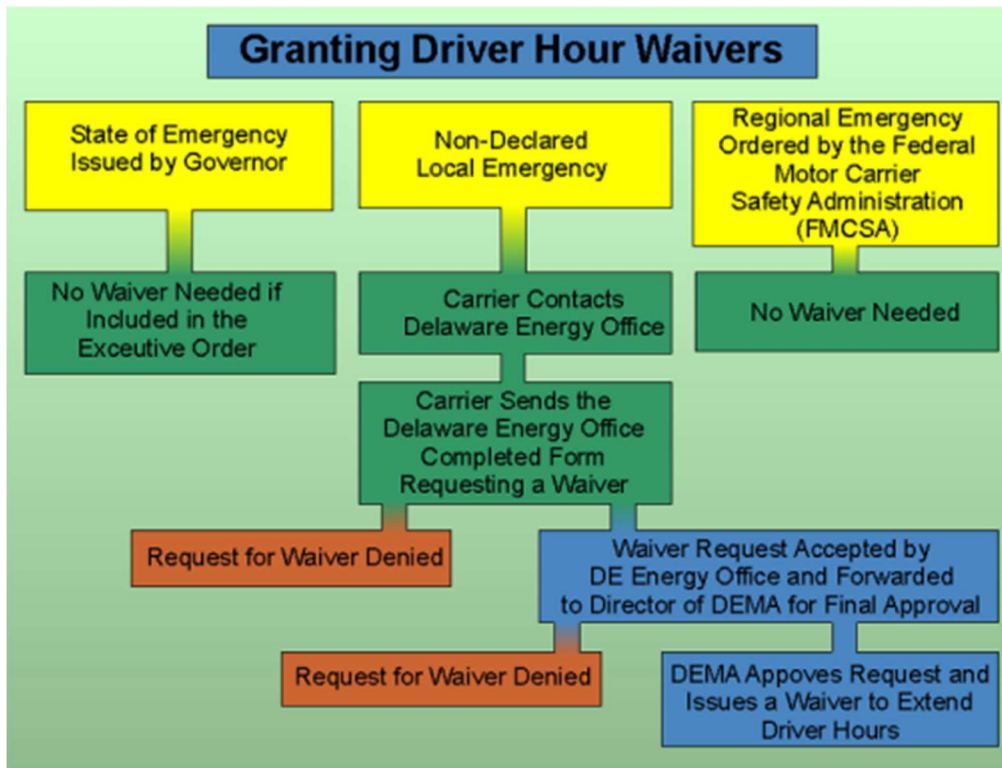 Granting Driver Hour Waivers
State of Emergency
Issued by Governor
Non-Declared
Local Emergency
Regional Emergency
Ordered by the Federal
Motor Carrier
Safety Administration
(FMCSA)
No Waiver Needed if
Included in the
Exceutive Order
Carrier Contacts
Delaware Energy Office
No Waiver Needed
Carrier Sends the
Delaware Energy Office
Completed Form
Requesting a Waiver
Request for Waiver Denied
Waiver Request Accepted by
DE Energy Office and Forwarded
to Director of DEMA for Final Approval
Request for Waiver Denied
DEMA Appoves Request and
Issues a Waiver to Extend
Driver Hours